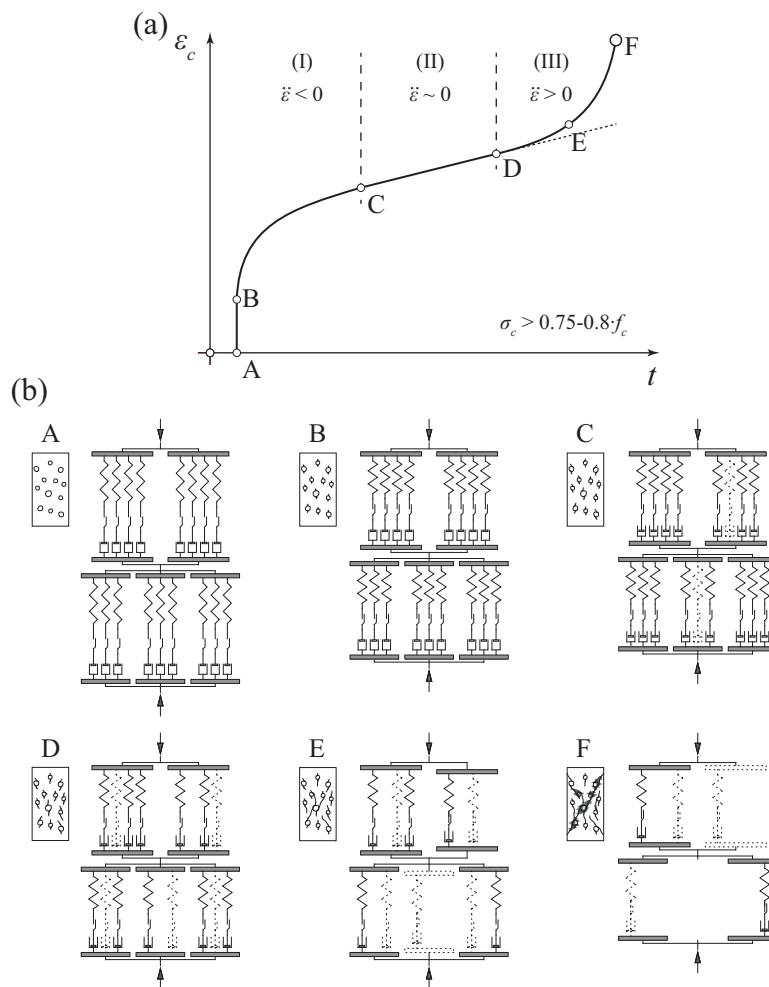 (a)
ε_c
(I) (II) (III)
ε̈ < 0 ε̈ ~ 0 ε̈ > 0
F
E
D
C
B
σ_c > 0.75-0.8·f_c
A
t
(b)
A B C
D E F